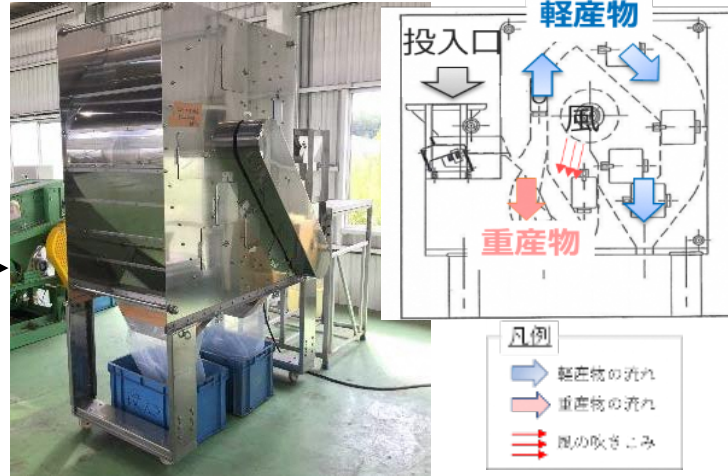 軽産物
投入口
風
重産物
凡例
軽産物の流れ
重産物の流れ
風の吹きこみ